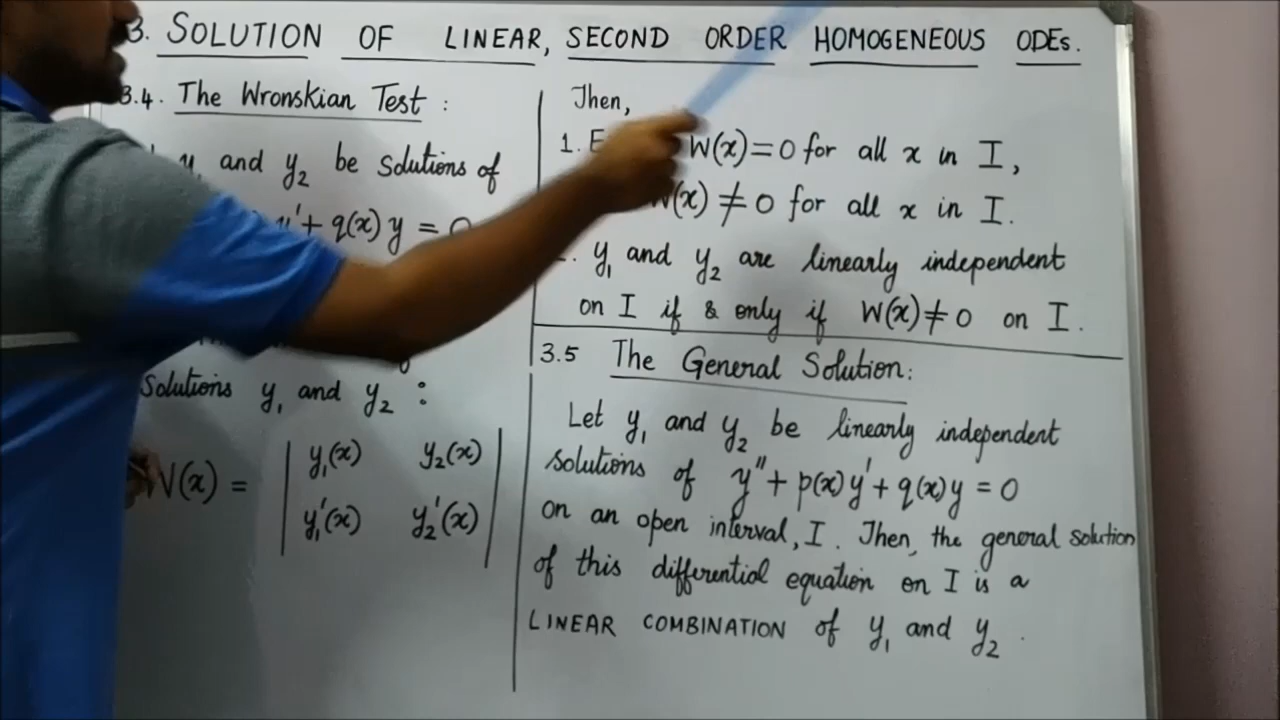 3. SOLUTION OF LINEAR, SECOND ORDER HOMOGENEOUS ODEs.
3.4. The Wronskian Test :
y₁ and y₂ be solutions of
y' + q(x) y = 0
Solutions y₁ and y₂ :
W(x) = | y₁(x) y₂(x) |
| y₁'(x) y₂'(x) |
Then,
1. W(x) = 0 for all x in I,
W(x) ≠ 0 for all x in I.
y₁ and y₂ are linearly independent
on I if & only if W(x) ≠ 0 on I.
3.5 The General Solution:
Let y₁ and y₂ be linearly independent
solutions of y'' + p(x) y' + q(x) y = 0
on an open interval, I. Then, the general solution
of this differential equation on I is a
LINEAR COMBINATION of y₁ and y₂ .